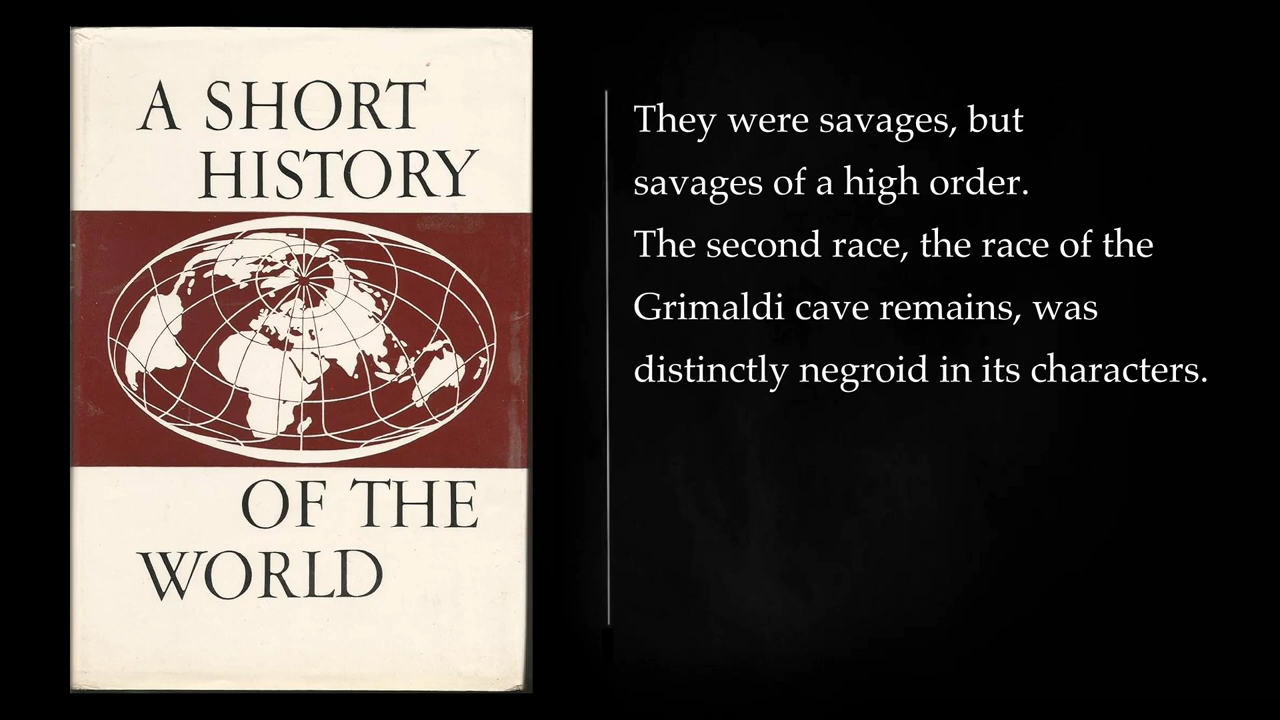 A SHORT
HISTORY
OF THE
WORLD
They were savages, but
savages of a high order.
The second race, the race of the
Grimaldi cave remains, was
distinctly negroid in its characters.